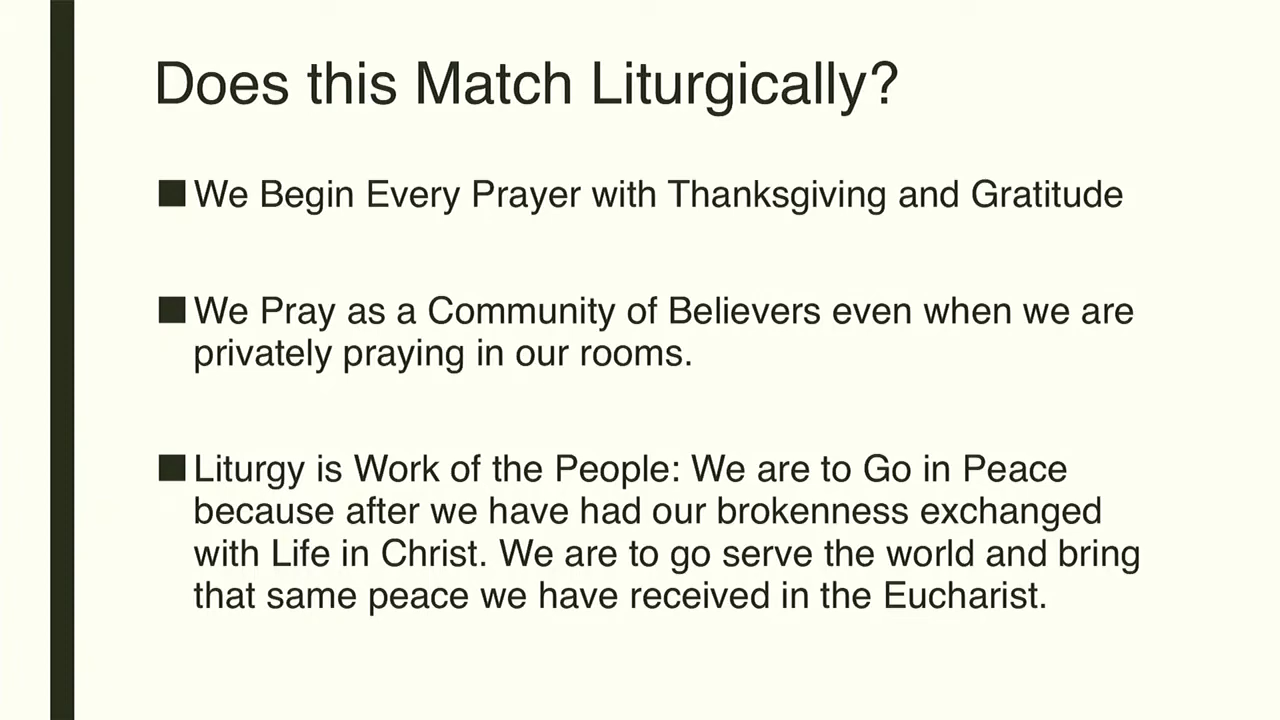 Does this Match Liturgically?
We Begin Every Prayer with Thanksgiving and Gratitude
We Pray as a Community of Believers even when we are
privately praying in our rooms.
Liturgy is Work of the People: We are to Go in Peace
because after we have had our brokenness exchanged
with Life in Christ. We are to go serve the world and bring
that same peace we have received in the Eucharist.